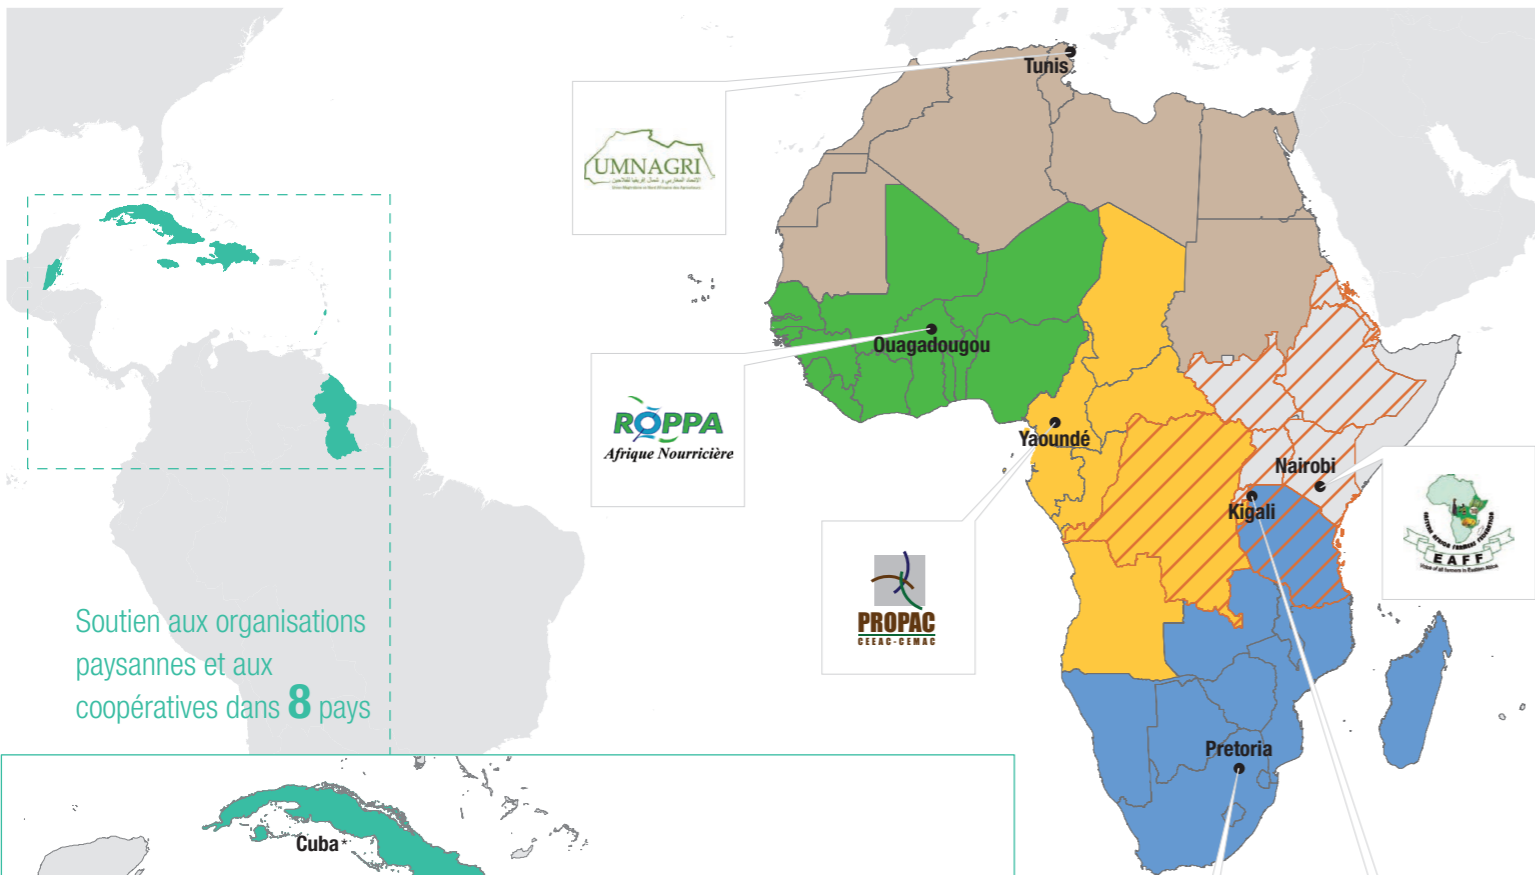 Tunis
UMNAGRI
Ouagadougou
ROPPA
Afrique Nourricière
Yaoundé
Nairobi
Kigali
EAFF
PROPAC
CEEAC-CEMAC
Soutien aux organisations
paysannes et aux
coopératives dans 8 pays
Pretoria
Cuba*